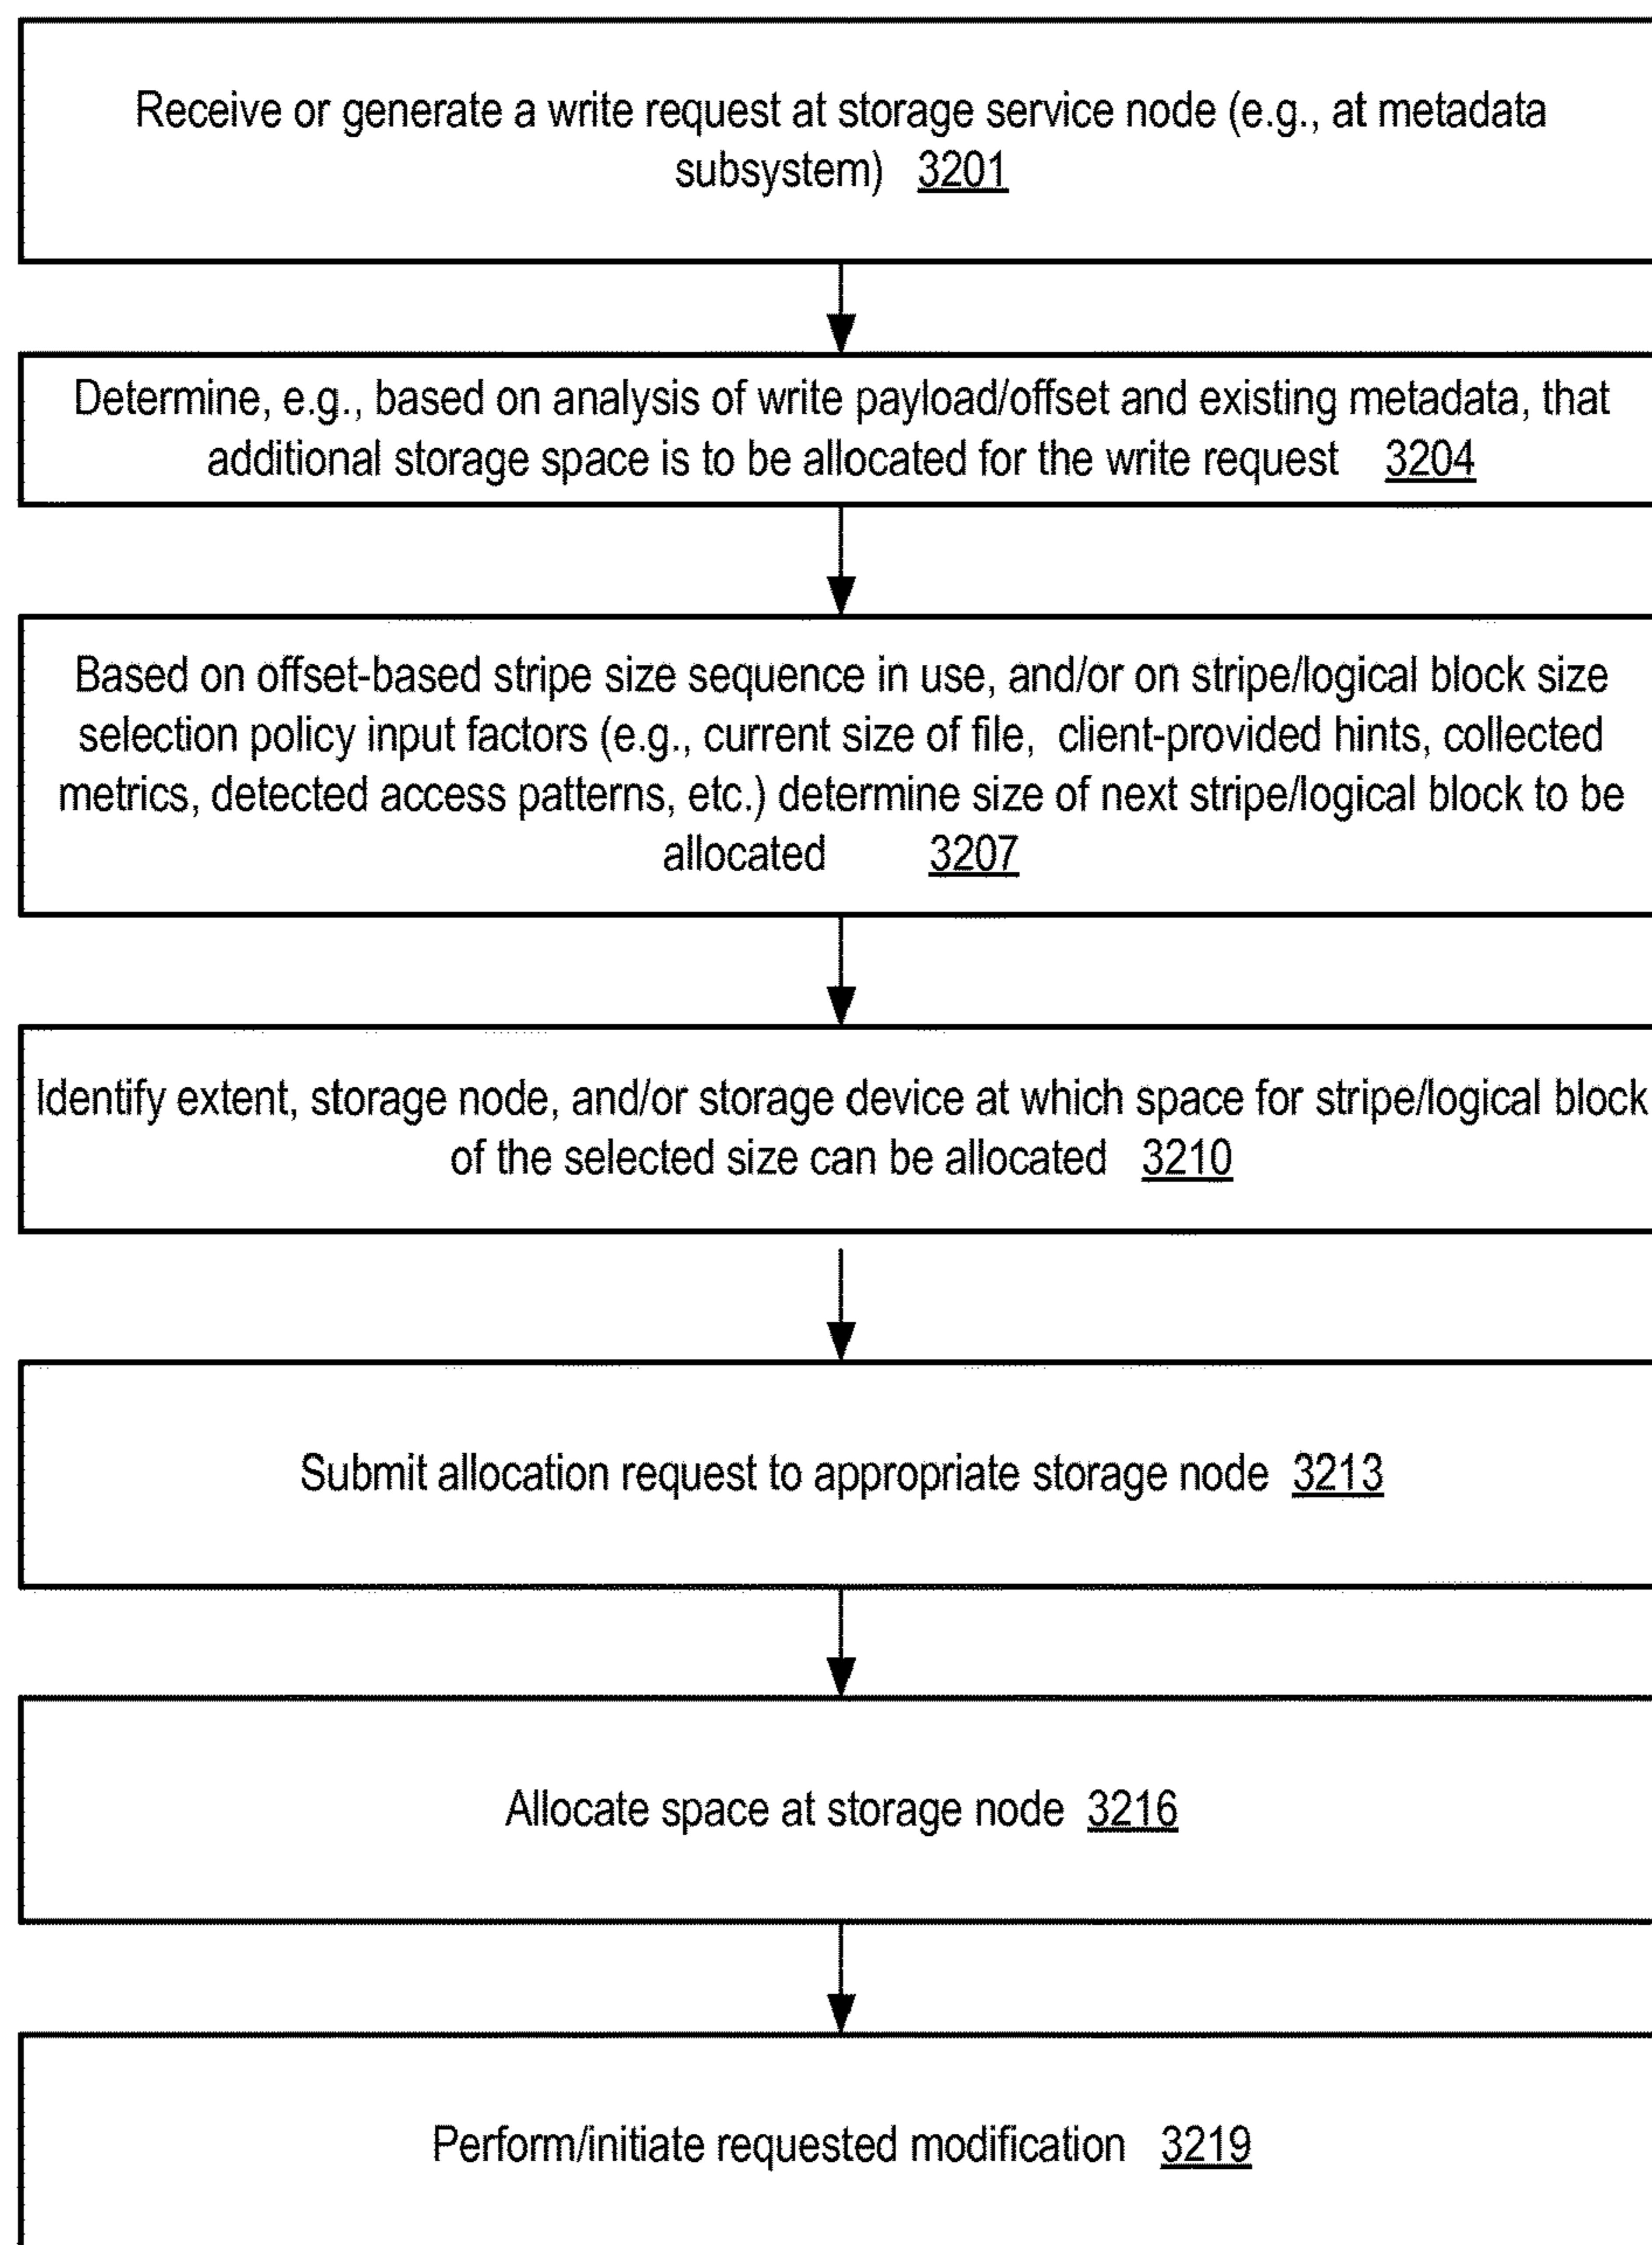 Receive or generate a write request at storage service node (e.g., at metadata
subsystem) 3201
Determine, e.g., based on analysis of write payload/offset and existing metadata, that
additional storage space is to be allocated for the write request 3204
Based on offset-based stripe size sequence in use, and/or on stripe/logical block size
selection policy input factors (e.g., current size of file, client-provided hints, collected
metrics, detected access patterns, etc.) determine size of next stripe/logical block to be
allocated 3207
Identify extent, storage node, and/or storage device at which space for stripe/logical block
of the selected size can be allocated 3210
Submit allocation request to appropriate storage node 3213
Allocate space at storage node 3216
Perform/initiate requested modification 3219